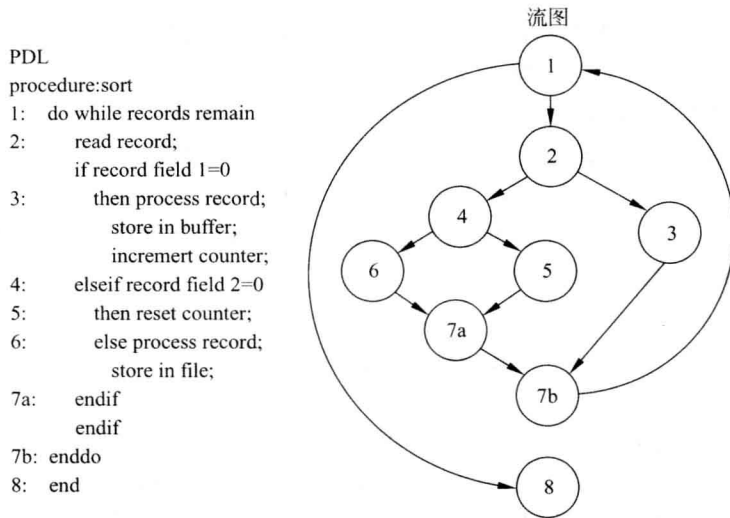 流图
PDL
procedure:sort
1: do while records remain
2: read record;
if record field 1=0
3: then process record;
store in buffer;
incremert counter;
4: elseif record field 2=0
5: then reset counter;
6: else process record;
store in file;
7a: endif
endif
7b: enddo
8: end
1
2
4
3
6
5
7a
7b
8